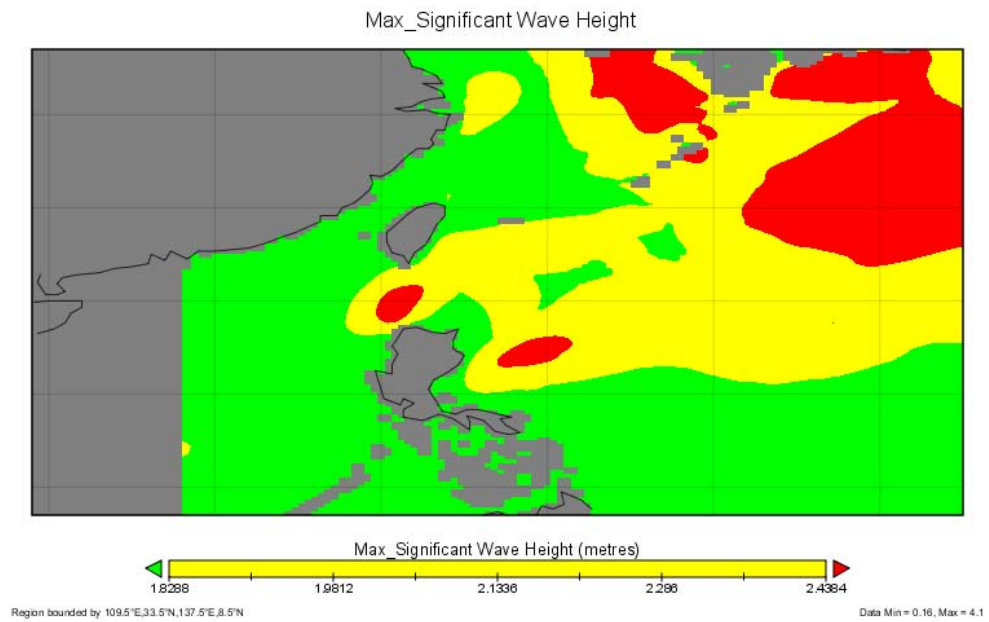 Max_Significant Wave Height
Max_Significant Wave Height (metres)
1.8288 1.9812 2.1336 2.286 2.4384
Region bounded by 109.5°E,33.5°N,137.5°E,8.5°N
Data Min = 0.16, Max = 4.1